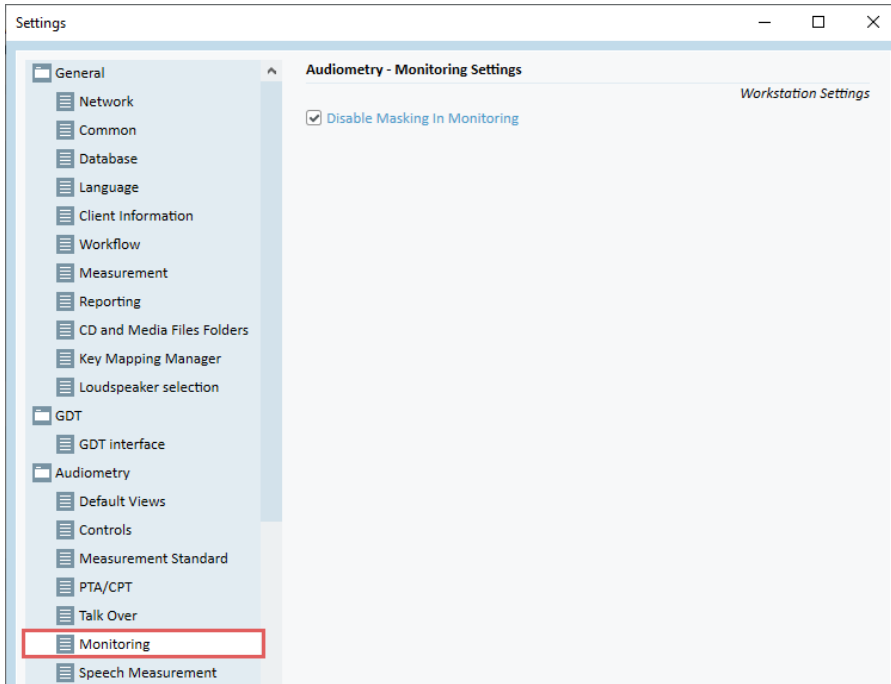 Settings
General
Network
Common
Database
Language
Client Information
Workflow
Measurement
Reporting
CD and Media Files Folders
Key Mapping Manager
Loudspeaker selection
GDT
GDT interface
Audiometry
Default Views
Controls
Measurement Standard
PTA/CPT
Talk Over
Monitoring
Speech Measurement
Audiometry - Monitoring Settings
Workstation Settings
Disable Masking In Monitoring